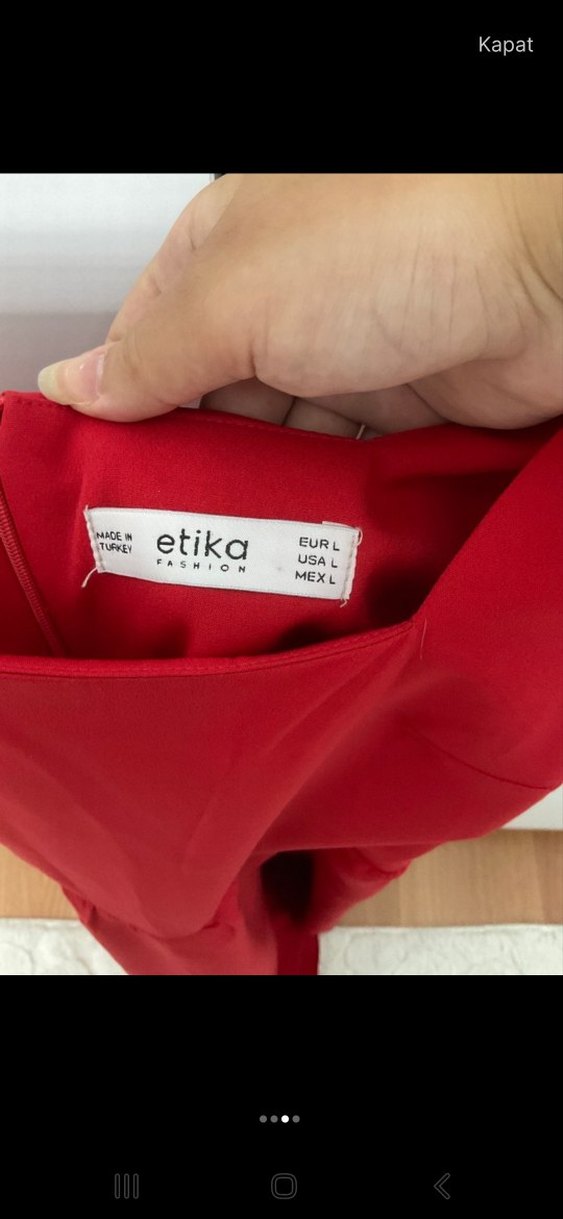 Kapat
MADE IN
TURKEY
etika
FASHION
EUR L
USA L
MEX L